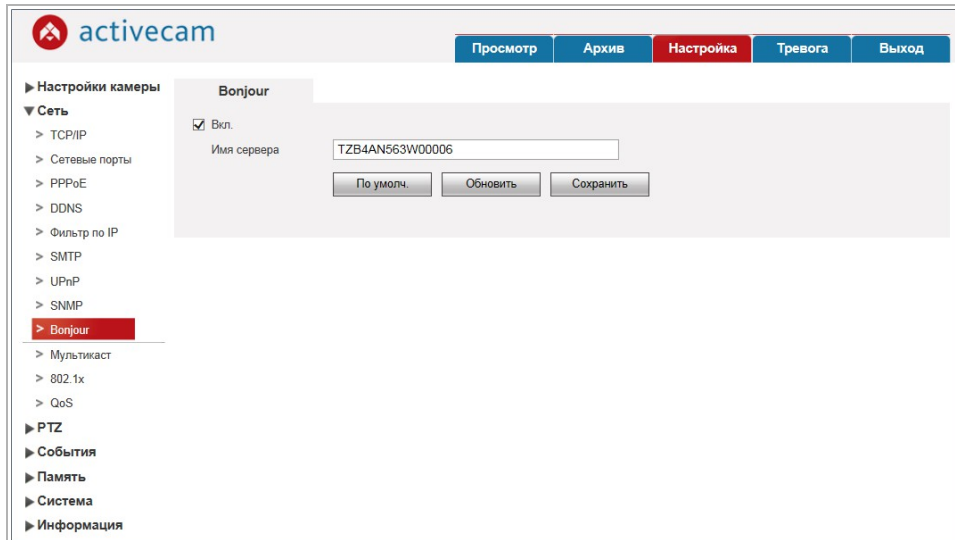 activecam
Просмотр Архив Настройка Тревога Выход
Настройки камеры
Сеть
> TCP/IP
> Сетевые порты
> PPPoE
> DDNS
> Фильтр по IP
> SMTP
> UPnP
> SNMP
> Bonjour
> Мультикаст
> 802.1x
> QoS
PTZ
События
Память
Система
Информация
Bonjour
Вкл.
Имя сервера TZB4AN563W00006
По умолч. Обновить Сохранить